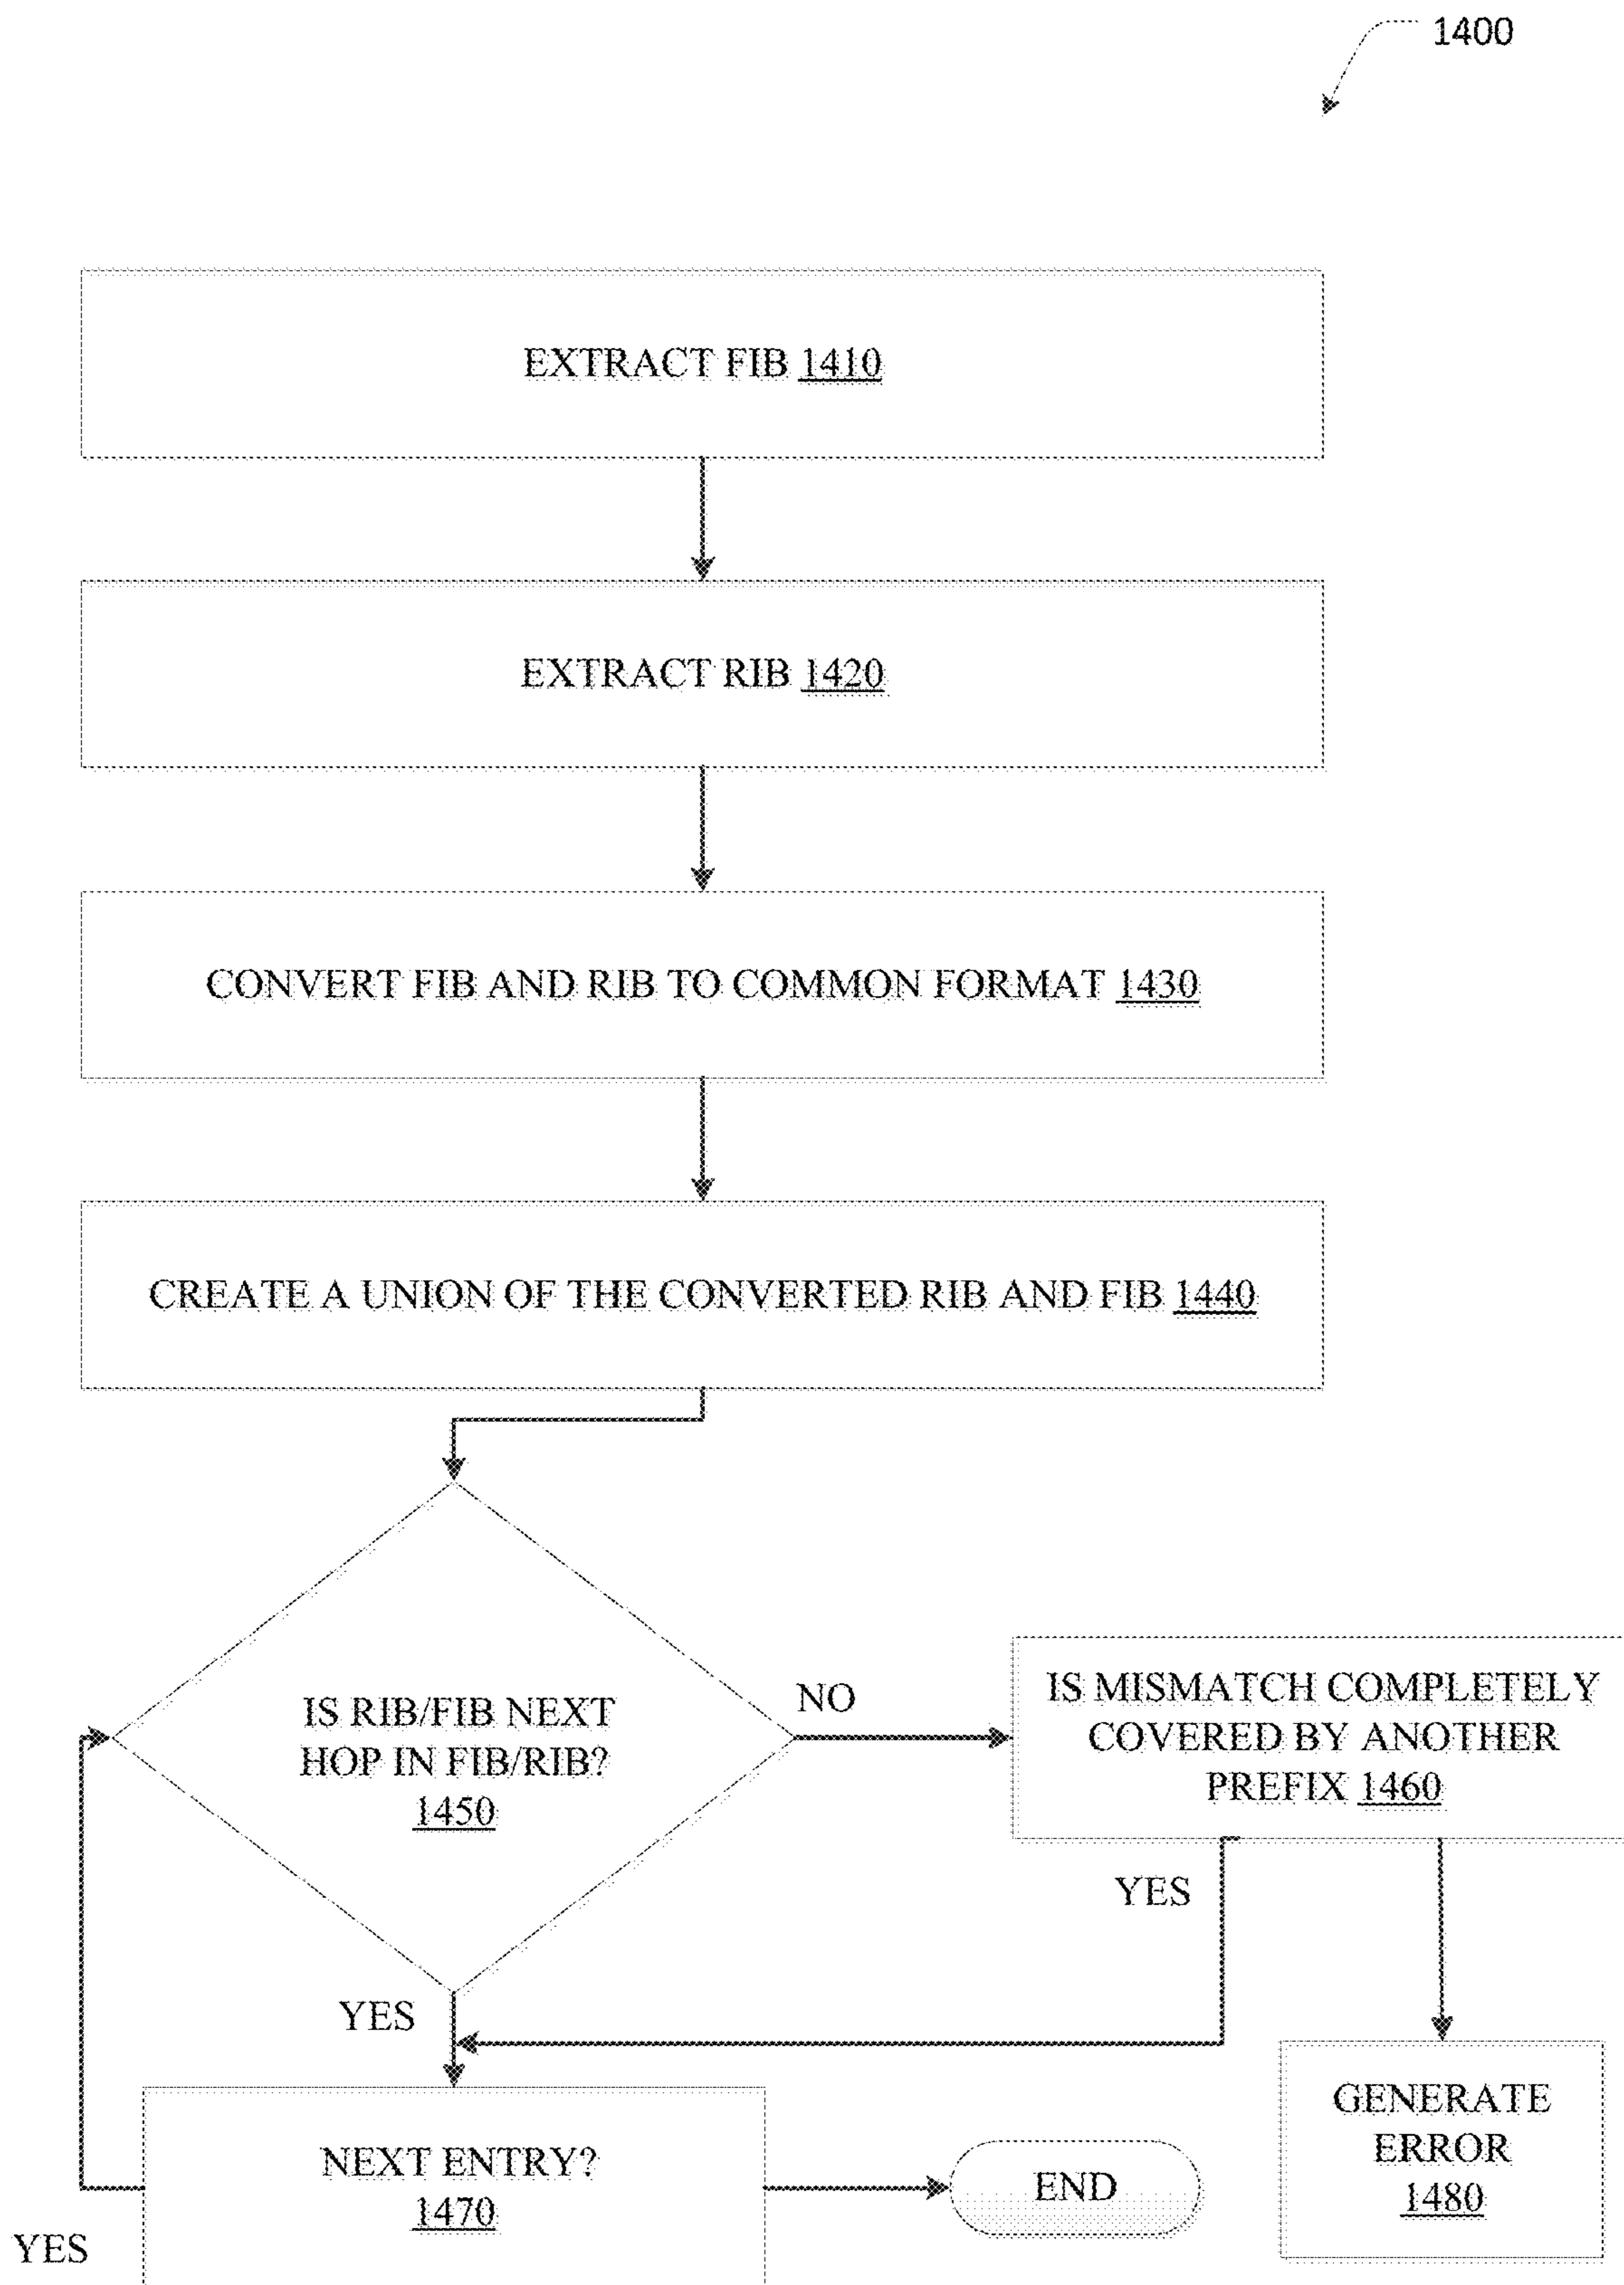 1400
EXTRACT FIB 1410
EXTRACT RIB 1420
CONVERT FIB AND RIB TO COMMON FORMAT 1430
CREATE A UNION OF THE CONVERTED RIB AND FIB 1440
IS RIB/FIB NEXT
HOP IN FIB/RIB?
1450
NO
IS MISMATCH COMPLETELY
COVERED BY ANOTHER
PREFIX 1460
YES
YES
GENERATE
ERROR
1480
NEXT ENTRY?
1470
END
YES